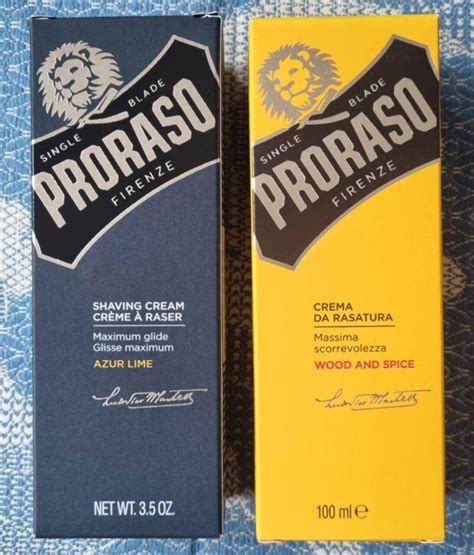 SINGLE BLADE
PRORASO
FIRENZE
SHAVING CREAM
CRÈME À RASER
Maximum glide
Glisse maximum
AZUR LIME
NET WT. 3.5 OZ.
SINGLE BLADE
PRORASO
FIRENZE
CREMA
DA RASATURA
Massima
scorrevolezza
WOOD AND SPICE
100 ml e